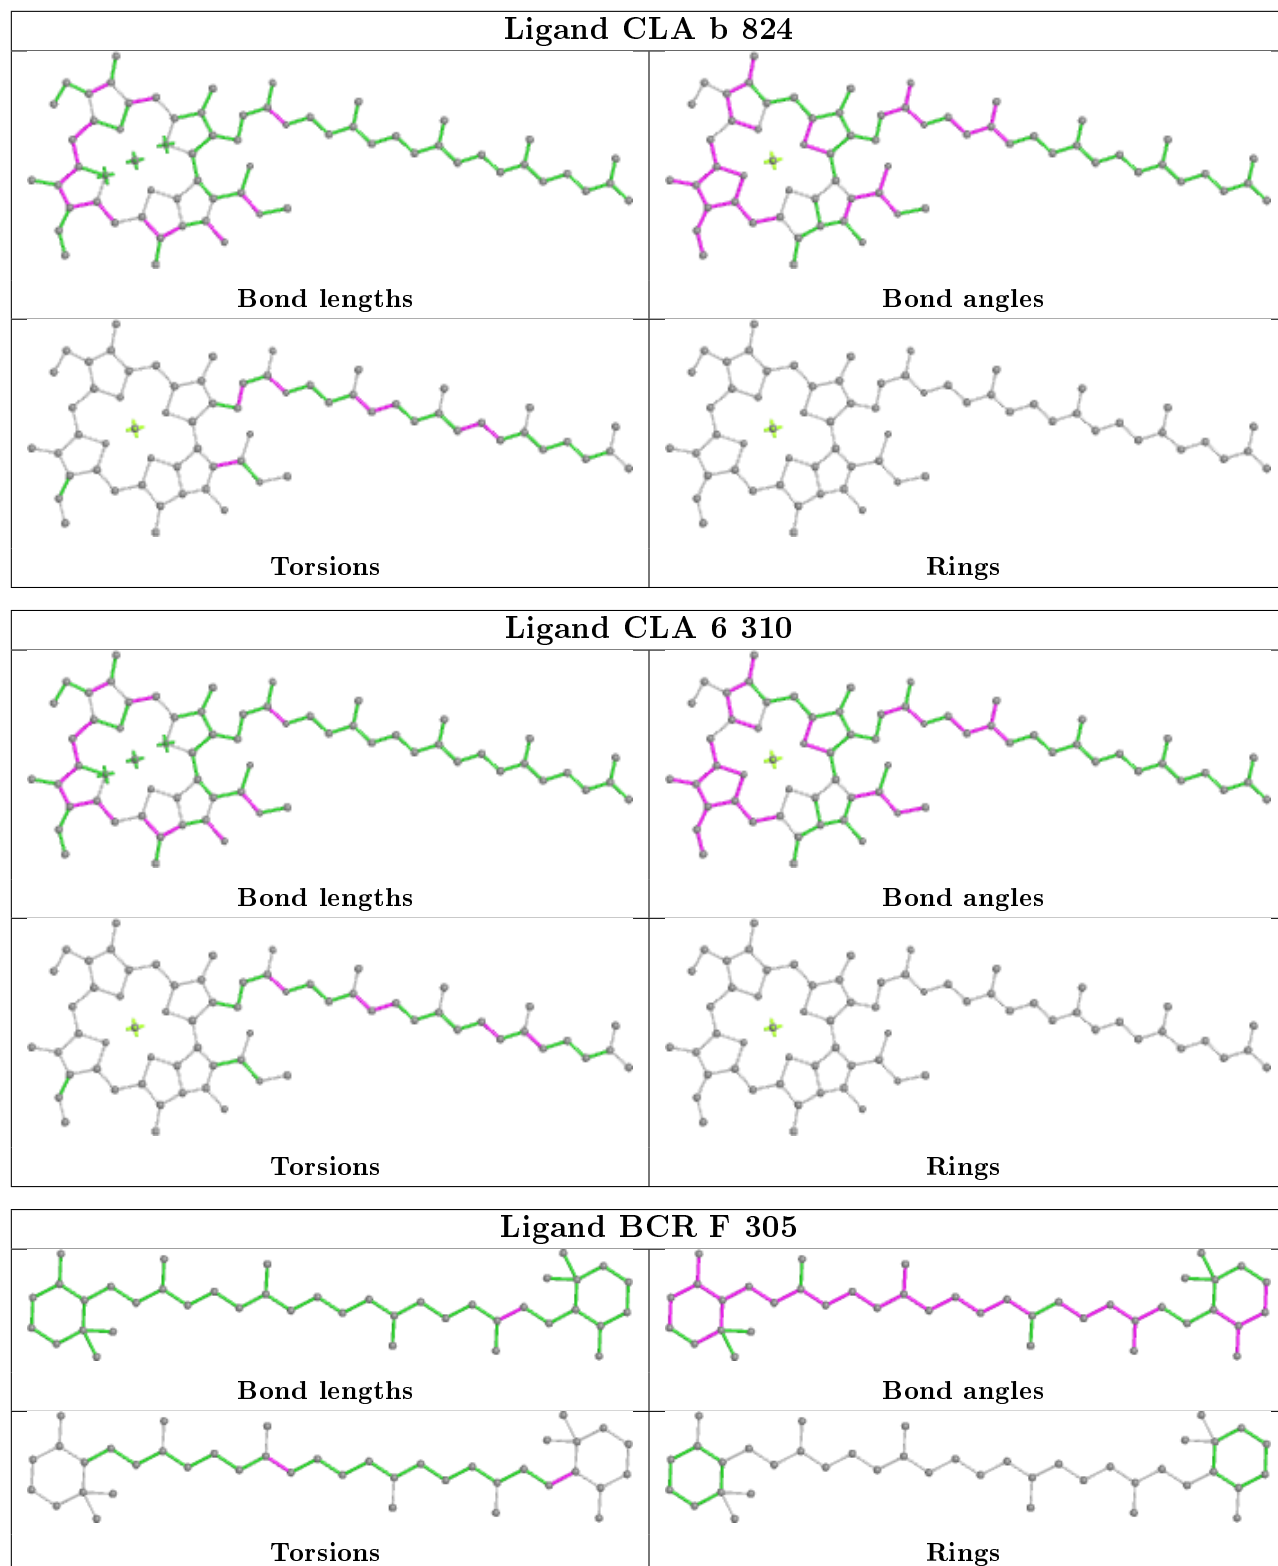 Ligand CLA b 824
Bond lengths
Bond angles
Torsions
Rings
Ligand CLA 6 310
Bond lengths
Bond angles
Torsions
Rings
Ligand BCR F 305
Bond lengths
Bond angles
Torsions
Rings